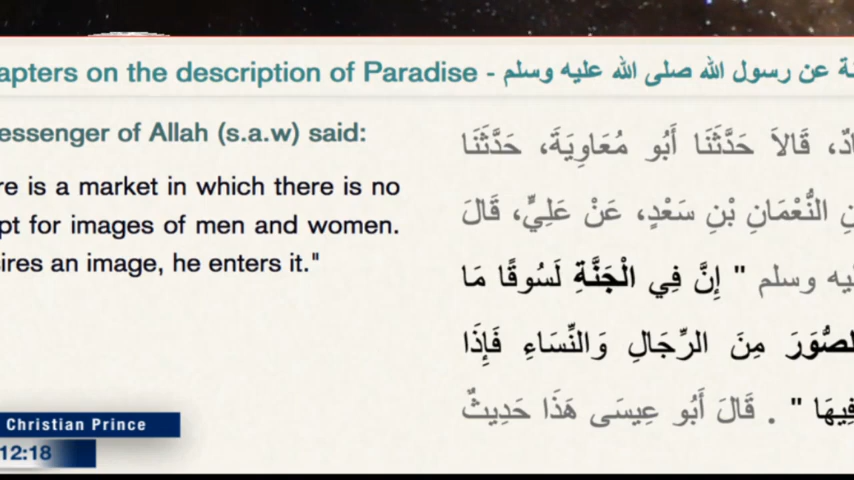 apters on the description of Paradise - ة عن رسول الله صلى الله عليه وسلم
essenger of Allah (s.a.w) said:
re is a market in which there is no
pt for images of men and women.
ires an image, he enters it."
ادٌ، قَالاَ حَدَّثَنَا أَبُو مُعَاوِيَةَ، حَدَّثَنَا
نِ النُّعْمَانِ بْنِ سَعْدٍ، عَنْ عَلِيٍّ، قَالَ
ليه وسلم " إِنَّ فِي الْجَنَّةِ لَسُوقًا مَا
لصُّوَرَ مِنَ الرِّجَالِ وَالنِّسَاءِ فَإِذَا
فِيهَا " . قَالَ أَبُو عِيسَى هَذَا حَدِيثٌ
Christian Prince
12:18